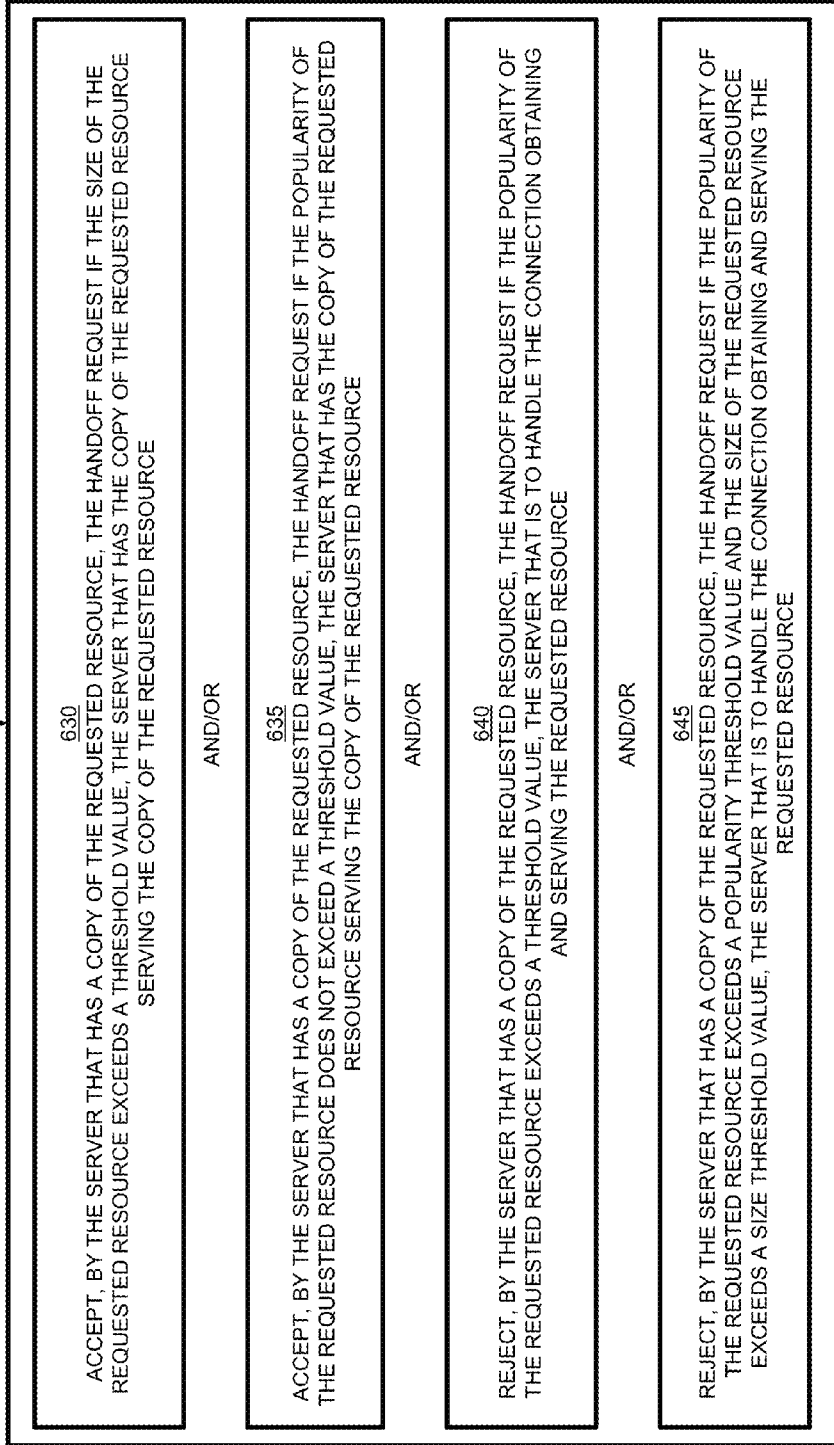 630
ACCEPT, BY THE SERVER THAT HAS A COPY OF THE REQUESTED RESOURCE, THE HANDOFF REQUEST IF THE SIZE OF THE
REQUESTED RESOURCE EXCEEDS A THRESHOLD VALUE, THE SERVER THAT HAS THE COPY OF THE REQUESTED RESOURCE
SERVING THE COPY OF THE REQUESTED RESOURCE
AND/OR
635
ACCEPT, BY THE SERVER THAT HAS A COPY OF THE REQUESTED RESOURCE, THE HANDOFF REQUEST IF THE POPULARITY OF
THE REQUESTED RESOURCE DOES NOT EXCEED A THRESHOLD VALUE, THE SERVER THAT HAS THE COPY OF THE REQUESTED
RESOURCE SERVING THE COPY OF THE REQUESTED RESOURCE
AND/OR
640
REJECT, BY THE SERVER THAT HAS A COPY OF THE REQUESTED RESOURCE, THE HANDOFF REQUEST IF THE POPULARITY OF
THE REQUESTED RESOURCE EXCEEDS A THRESHOLD VALUE, THE SERVER THAT IS TO HANDLE THE CONNECTION OBTAINING
AND SERVING THE REQUESTED RESOURCE
AND/OR
645
REJECT, BY THE SERVER THAT HAS A COPY OF THE REQUESTED RESOURCE, THE HANDOFF REQUEST IF THE POPULARITY OF
THE REQUESTED RESOURCE EXCEEDS A POPULARITY THRESHOLD VALUE AND THE SIZE OF THE REQUESTED RESOURCE
EXCEEDS A SIZE THRESHOLD VALUE, THE SERVER THAT IS TO HANDLE THE CONNECTION OBTAINING AND SERVING THE
REQUESTED RESOURCE